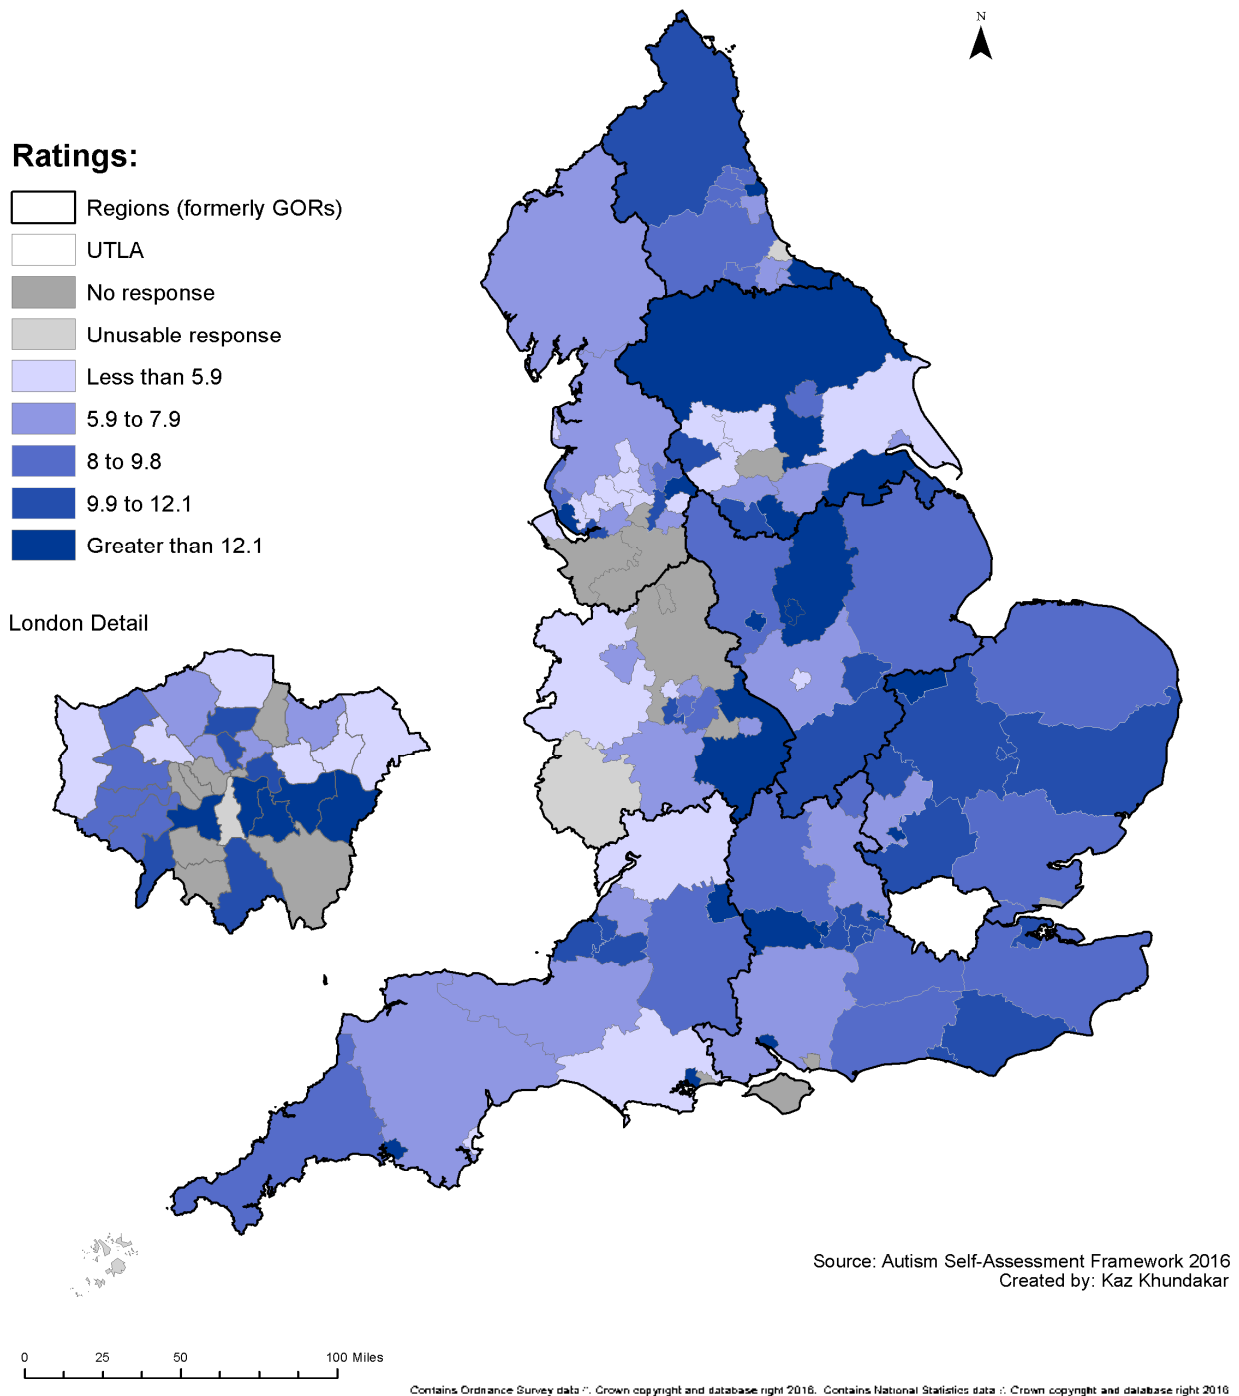 N
Ratings:
Regions (formerly GORs)
UTLA
No response
Unusable response
Less than 5.9
5.9 to 7.9
8 to 9.8
9.9 to 12.1
Greater than 12.1
London Detail
Source: Autism Self-Assessment Framework 2016
Created by: Kaz Khundakar
0 25 50 100 Miles
Contains Ordnance Survey data Crown copyright and database right 2016. Contains National Statistics data Crown copyright and database right 2016